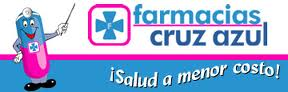 farmacias
cruz azul
¡Salud a menor costo!